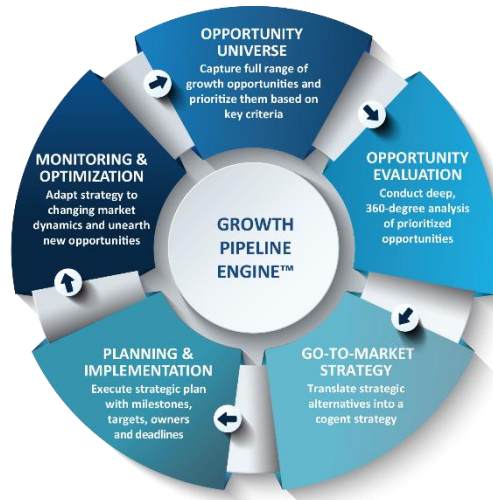 OPPORTUNITY
UNIVERSE
Capture full range of
growth opportunities and
prioritize them based on
key criteria
OPPORTUNITY
EVALUATION
Conduct deep,
360-degree analysis
of prioritized
opportunities
GO-TO-MARKET
STRATEGY
Translate strategic
alternatives into a
cogent strategy
PLANNING &
IMPLEMENTATION
Execute strategic plan
with milestones,
targets, owners
and deadlines
MONITORING &
OPTIMIZATION
Adapt strategy to
changing market
dynamics and unearth
new opportunities
GROWTH
PIPELINE
ENGINE™